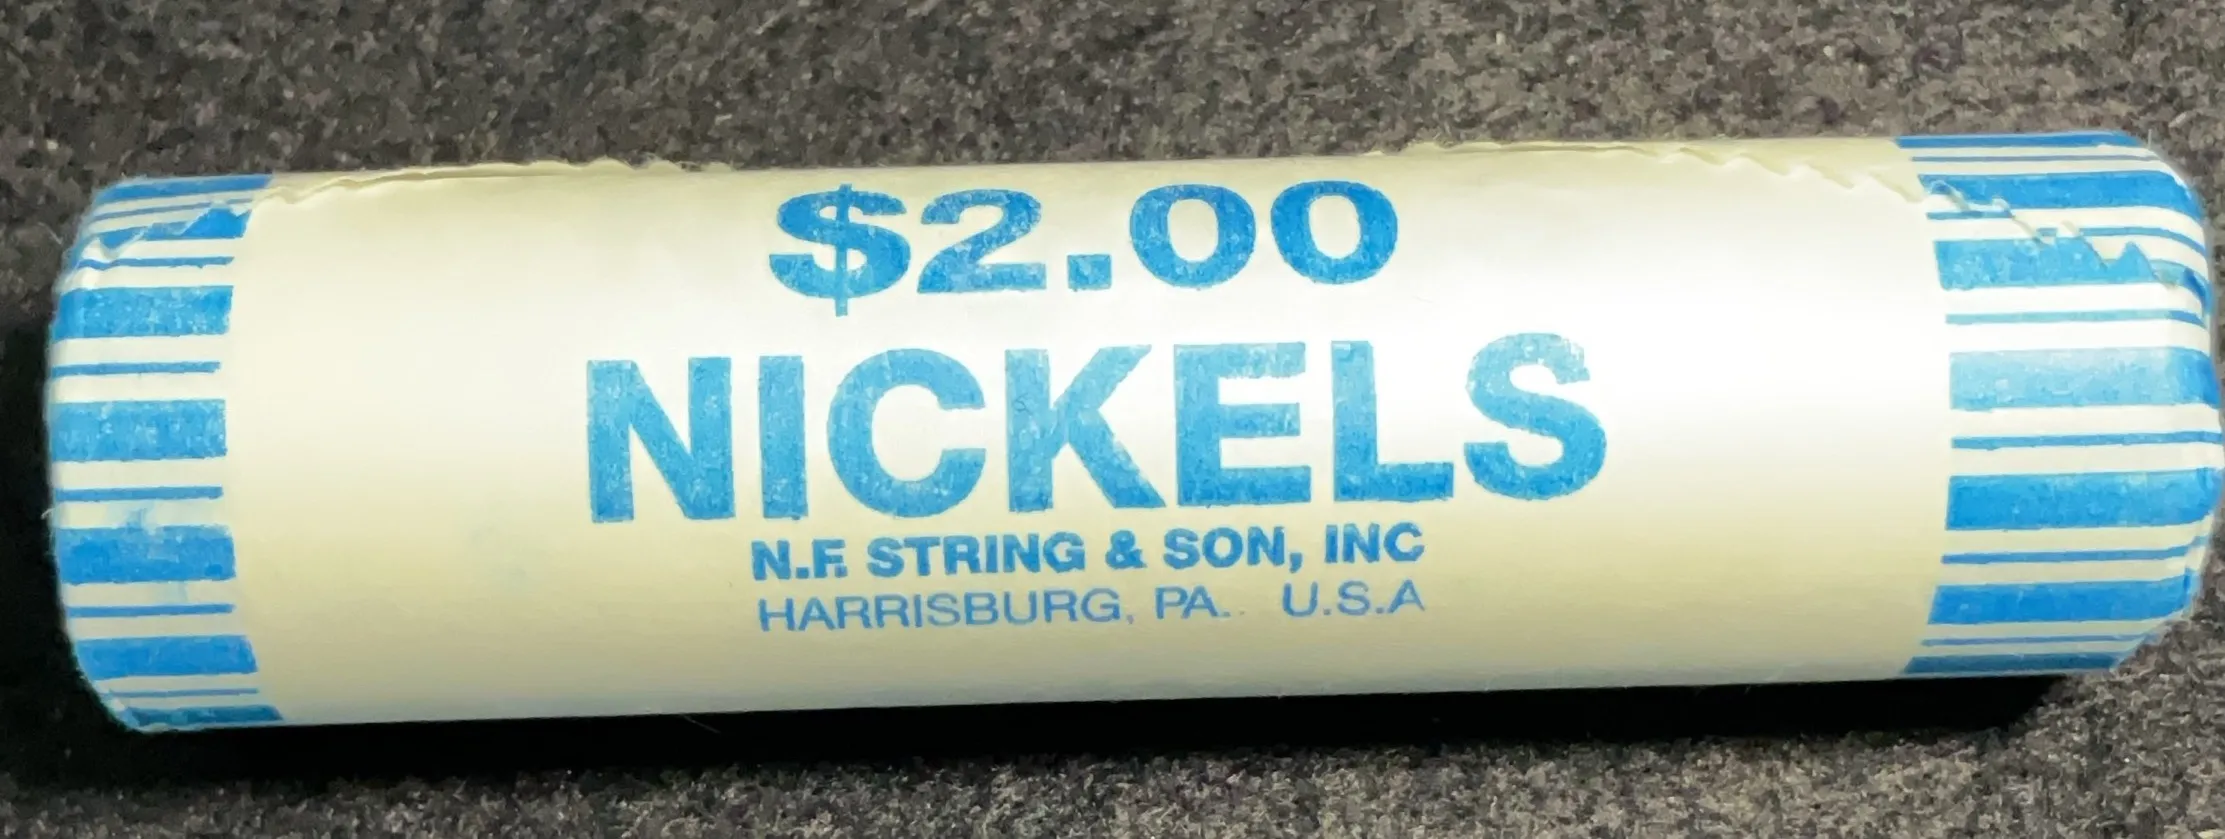 $2.00
NICKELS
N.F. STRING & SON, INC
HARRISBURG, PA. U.S.A